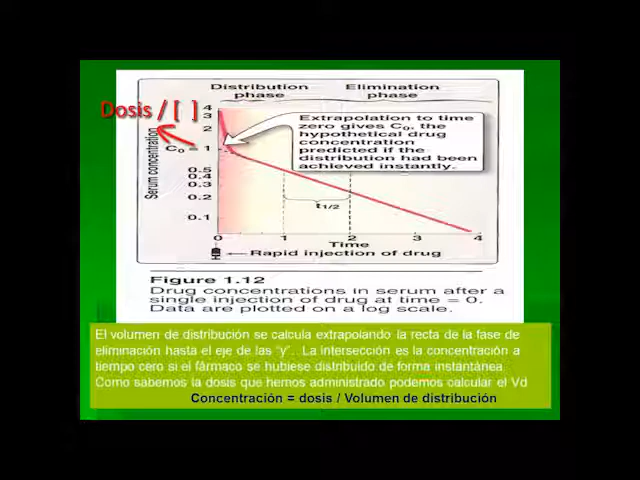 Distribution phase
Elimination phase
Dosis / [ ]
4
3
2
C₀ = 1
0.5
0.4
0.3
0.2
0.1
Serum concentration
Extrapolation to time
zero gives C₀, the
hypothetical drug
concentration
predicted if the
distribution had been
achieved instantly.
t1/2
0 1 2 3 4
Time
Rapid injection of drug
Figure 1.12
Drug concentrations in serum after a
single injection of drug at time = 0.
Data are plotted on a log scale.
El volumen de distribución se calcula extrapolando la recta de la fase de
eliminación hasta el eje de las "y". La intersección es la concentración a
tiempo cero si el fármaco se hubiese distribuido de forma instantánea
Como sabemos la dosis que hemos administrado podemos calcular el Vd
Concentración = dosis / Volumen de distribución